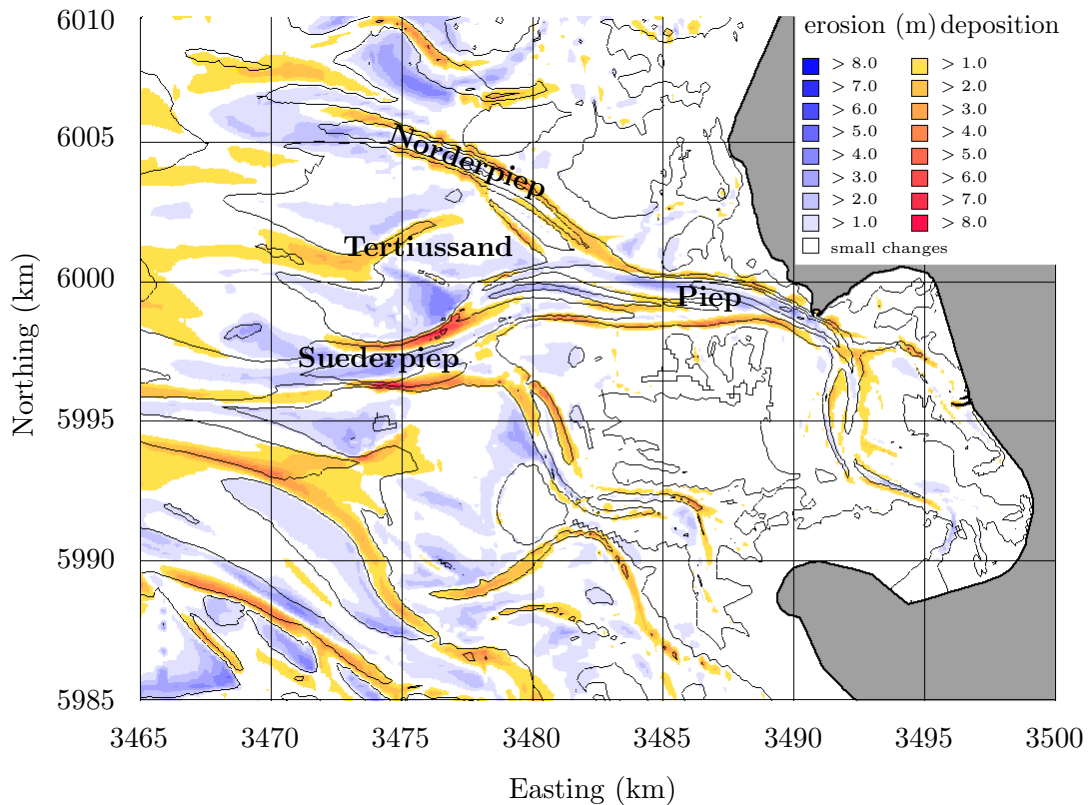 6010
6005
6000
5995
5990
5985
Northing (km)
erosion (m) deposition
> 8.0 > 1.0
> 7.0 > 2.0
> 6.0 > 3.0
> 5.0 > 4.0
> 4.0 > 5.0
> 3.0 > 6.0
> 2.0 > 7.0
> 1.0 > 8.0
small changes
Norderpiep
Tertiussand
Piep
Suederpiep
3465 3470 3475 3480 3485 3490 3495 3500
Easting (km)